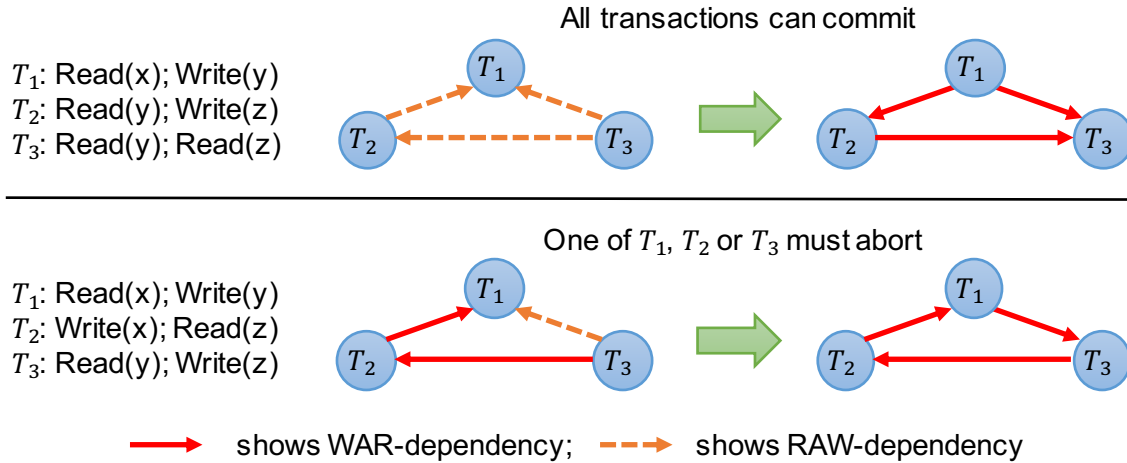 All transactions can commit
𝑇1: Read(x); Write(y)
𝑇2: Read(y); Write(z)
𝑇3: Read(y); Read(z)
𝑇1
𝑇2
𝑇3
𝑇1
𝑇2
𝑇3
One of 𝑇1, 𝑇2 or 𝑇3 must abort
𝑇1: Read(x); Write(y)
𝑇2: Write(x); Read(z)
𝑇3: Read(y); Write(z)
𝑇1
𝑇2
𝑇3
𝑇1
𝑇2
𝑇3
shows WAR-dependency; shows RAW-dependency